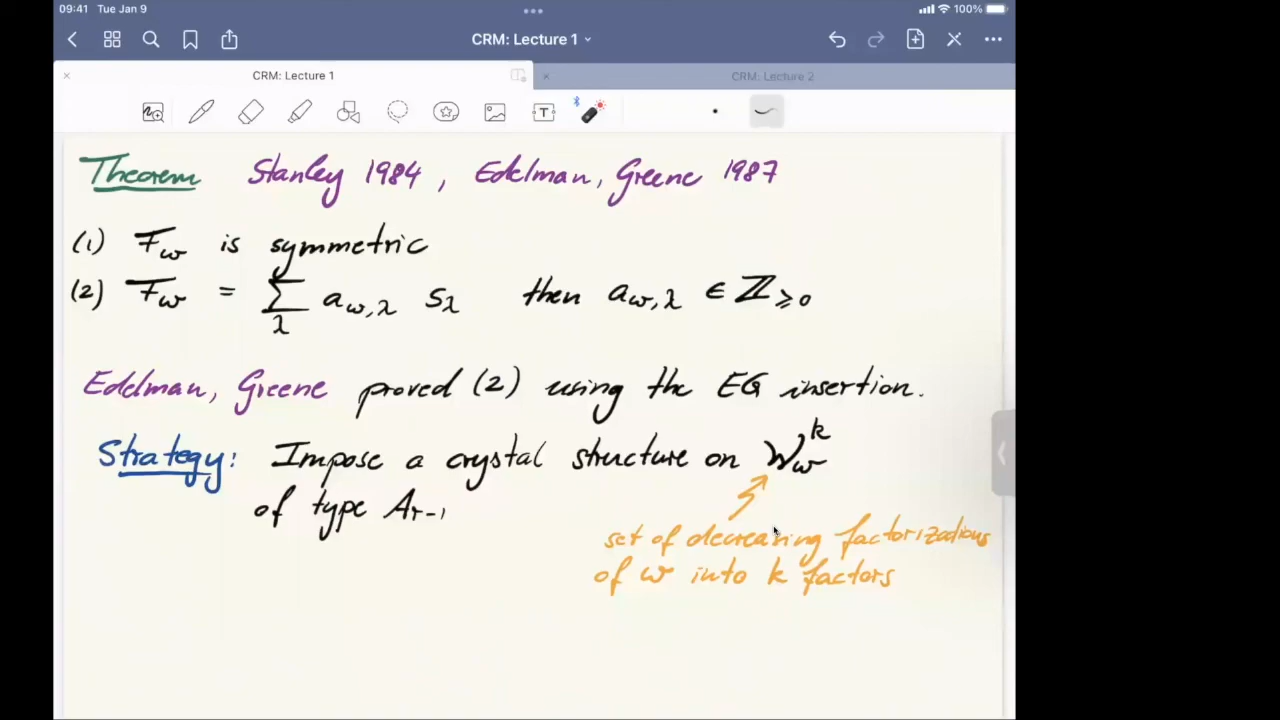 09:41 Tue Jan 9
100%
CRM: Lecture 1
CRM: Lecture 1
CRM: Lecture 2
T
Theorem Stanley 1984, Edelman, Greene 1987
(1) F_w is symmetric
(2) F_w = ∑_λ a_{w,λ} s_λ then a_{w,λ} ∈ ℤ_{≥0}
Edelman, Greene proved (2) using the EG insertion.
Strategy: Impose a crystal structure on W_w^k
of type A_{r-1}
set of decreasing factorizations
of w into k factors